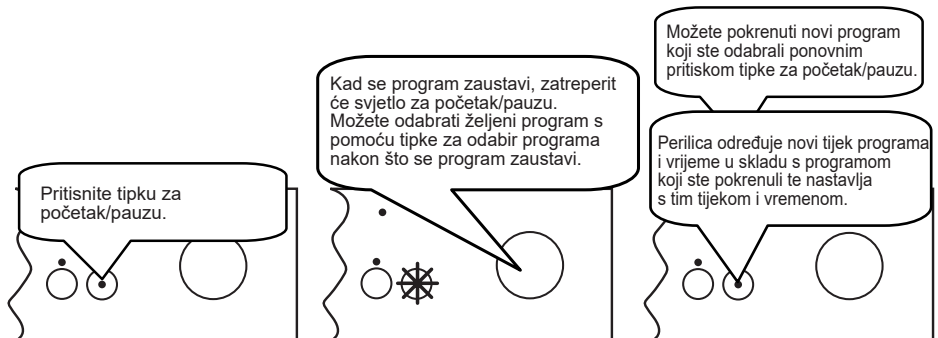 Pritisnite tipku za
početak/pauzu.
Kad se program zaustavi, zatreperit
će svjetlo za početak/pauzu.
Možete odabrati željeni program s
pomoću tipke za odabir programa
nakon što se program zaustavi.
Možete pokrenuti novi program
koji ste odabrali ponovnim
pritiskom tipke za početak/pauzu.
Perilica određuje novi tijek programa
i vrijeme u skladu s programom
koji ste pokrenuli te nastavlja
s tim tijekom i vremenom.